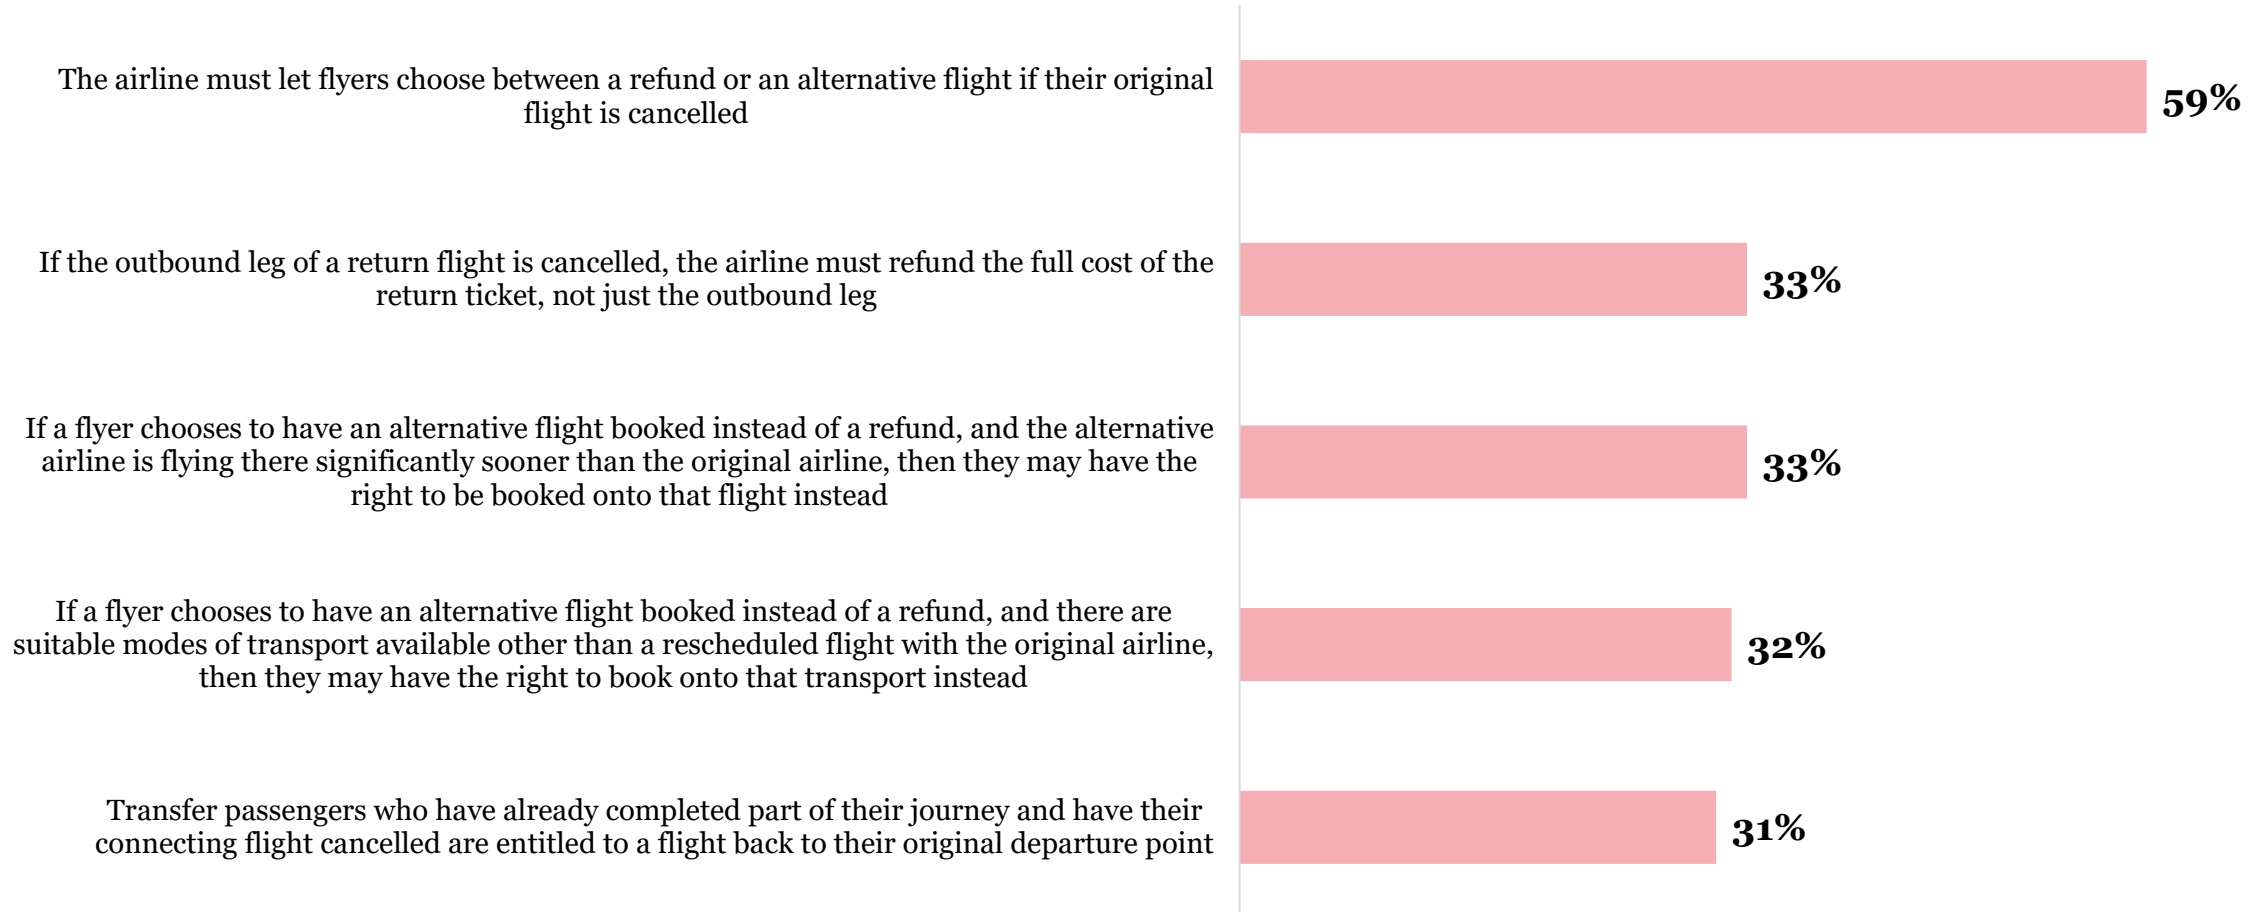 The airline must let flyers choose between a refund or an alternative flight if their original
flight is cancelled
59%
If the outbound leg of a return flight is cancelled, the airline must refund the full cost of the
return ticket, not just the outbound leg
33%
If a flyer chooses to have an alternative flight booked instead of a refund, and the alternative
airline is flying there significantly sooner than the original airline, then they may have the
right to be booked onto that flight instead
33%
If a flyer chooses to have an alternative flight booked instead of a refund, and there are
suitable modes of transport available other than a rescheduled flight with the original airline,
then they may have the right to book onto that transport instead
32%
Transfer passengers who have already completed part of their journey and have their
connecting flight cancelled are entitled to a flight back to their original departure point
31%